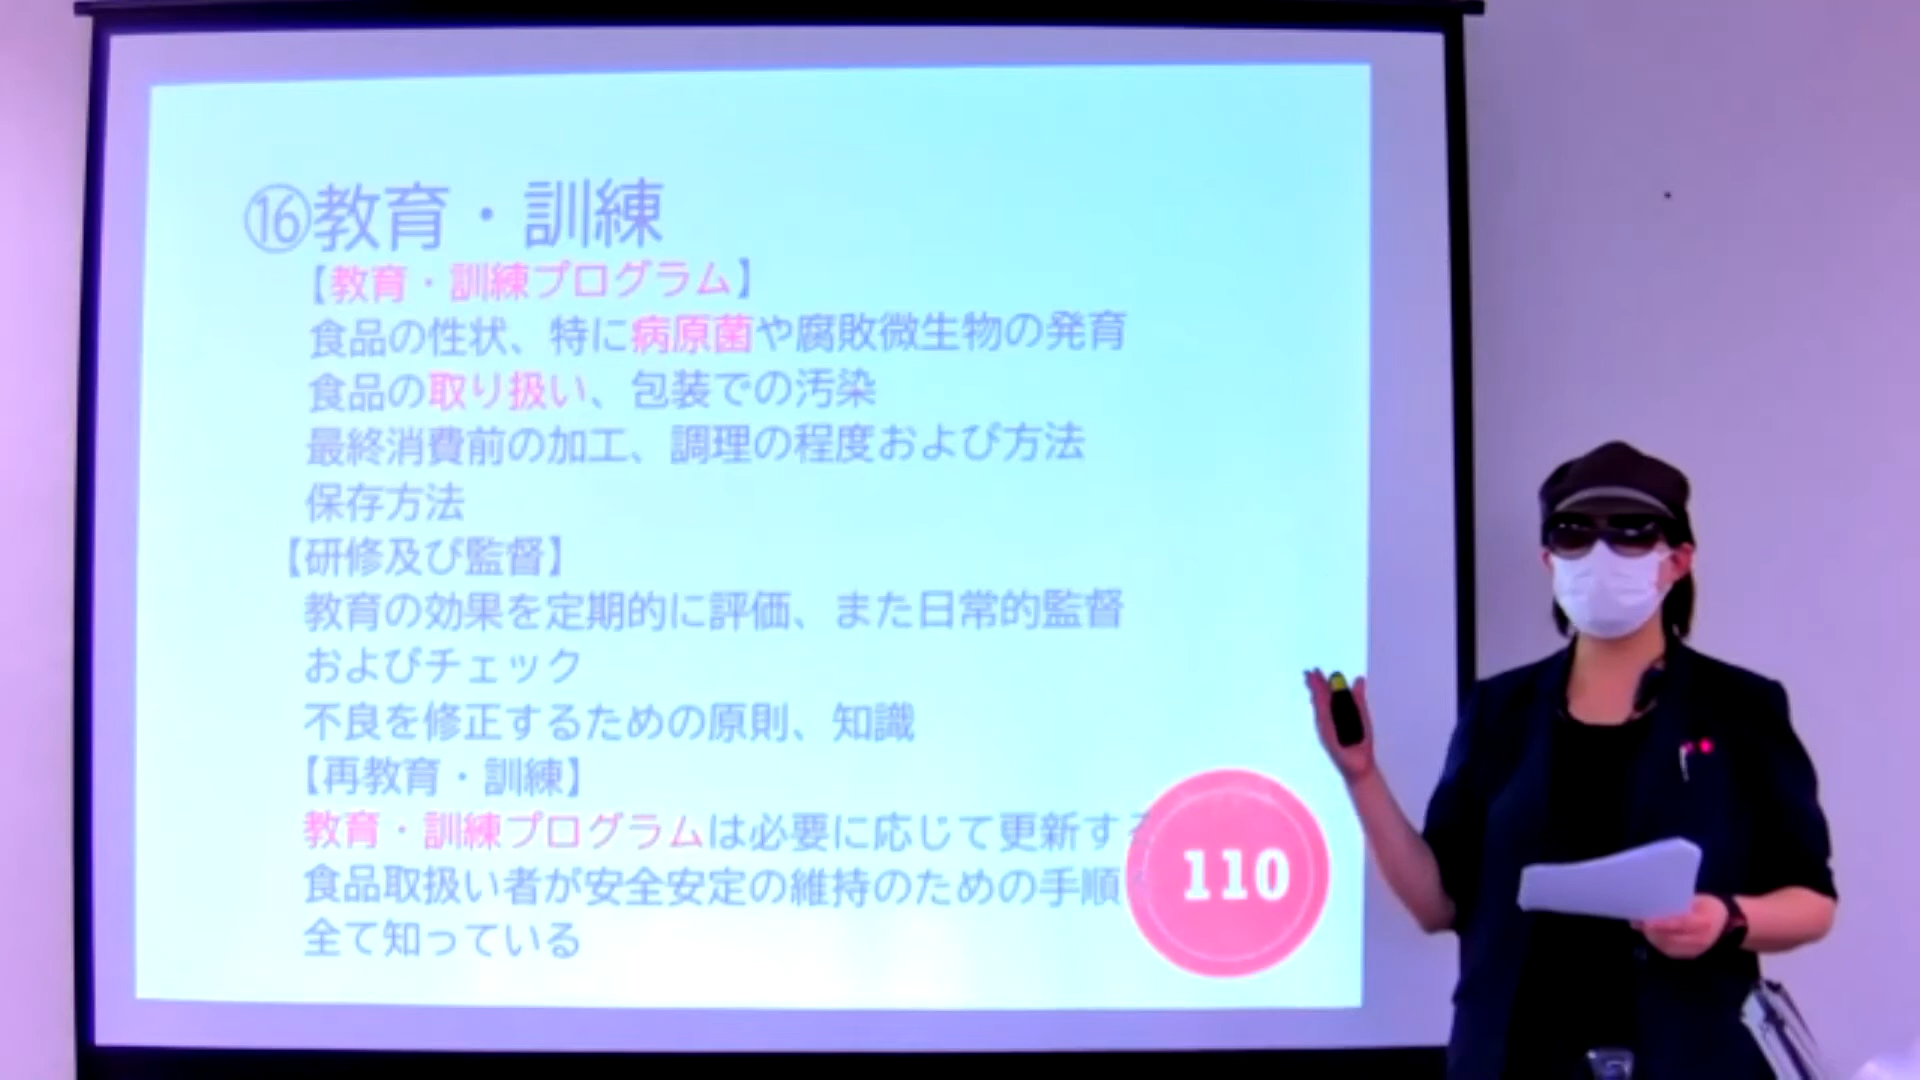 ⑯教育・訓練
【教育・訓練プログラム】
食品の性状、特に病原菌や腐敗微生物の発育
食品の取り扱い、包装での汚染
最終消費前の加工、調理の程度および方法
保存方法
【研修及び監督】
教育の効果を定期的に評価、また日常的監督
およびチェック
不良を修正するための原則、知識
【再教育・訓練】
教育・訓練プログラムは必要に応じて更新する
食品取扱い者が安全安定の維持のための手順
全て知っている
110